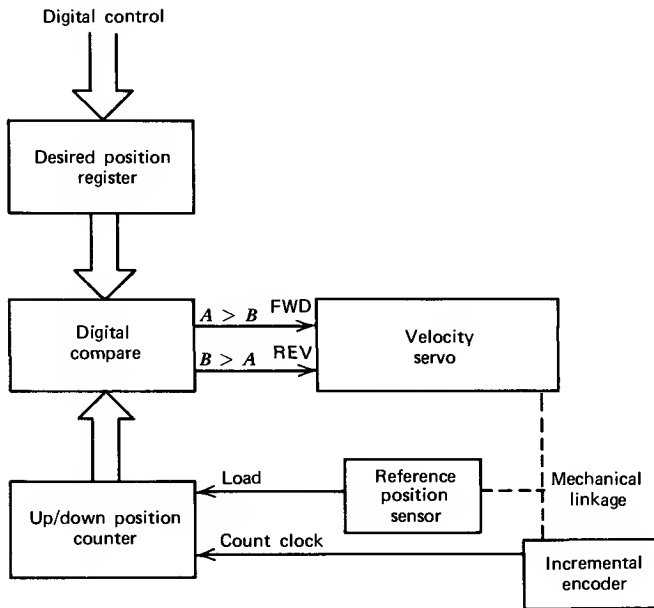 Digital control
Desired position
register
Digital
compare
A > B
FWD
B > A
REV
Velocity
servo
Load
Reference
position
sensor
Mechanical
linkage
Up/down position
counter
Count clock
Incremental
encoder